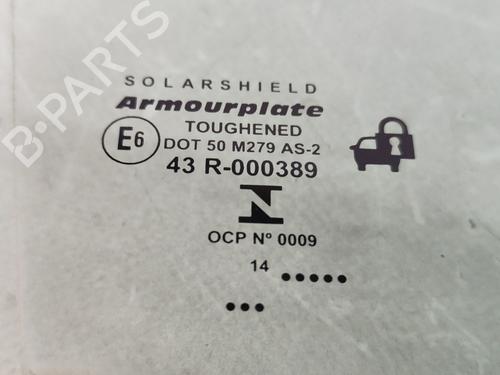 B-PARTS
SOLARSHIELD
Armourplate
TOUGHENED
E6
DOT 50 M279 AS-2
43 R-000389
N
OCP Nº 0009
14 •••••
•••